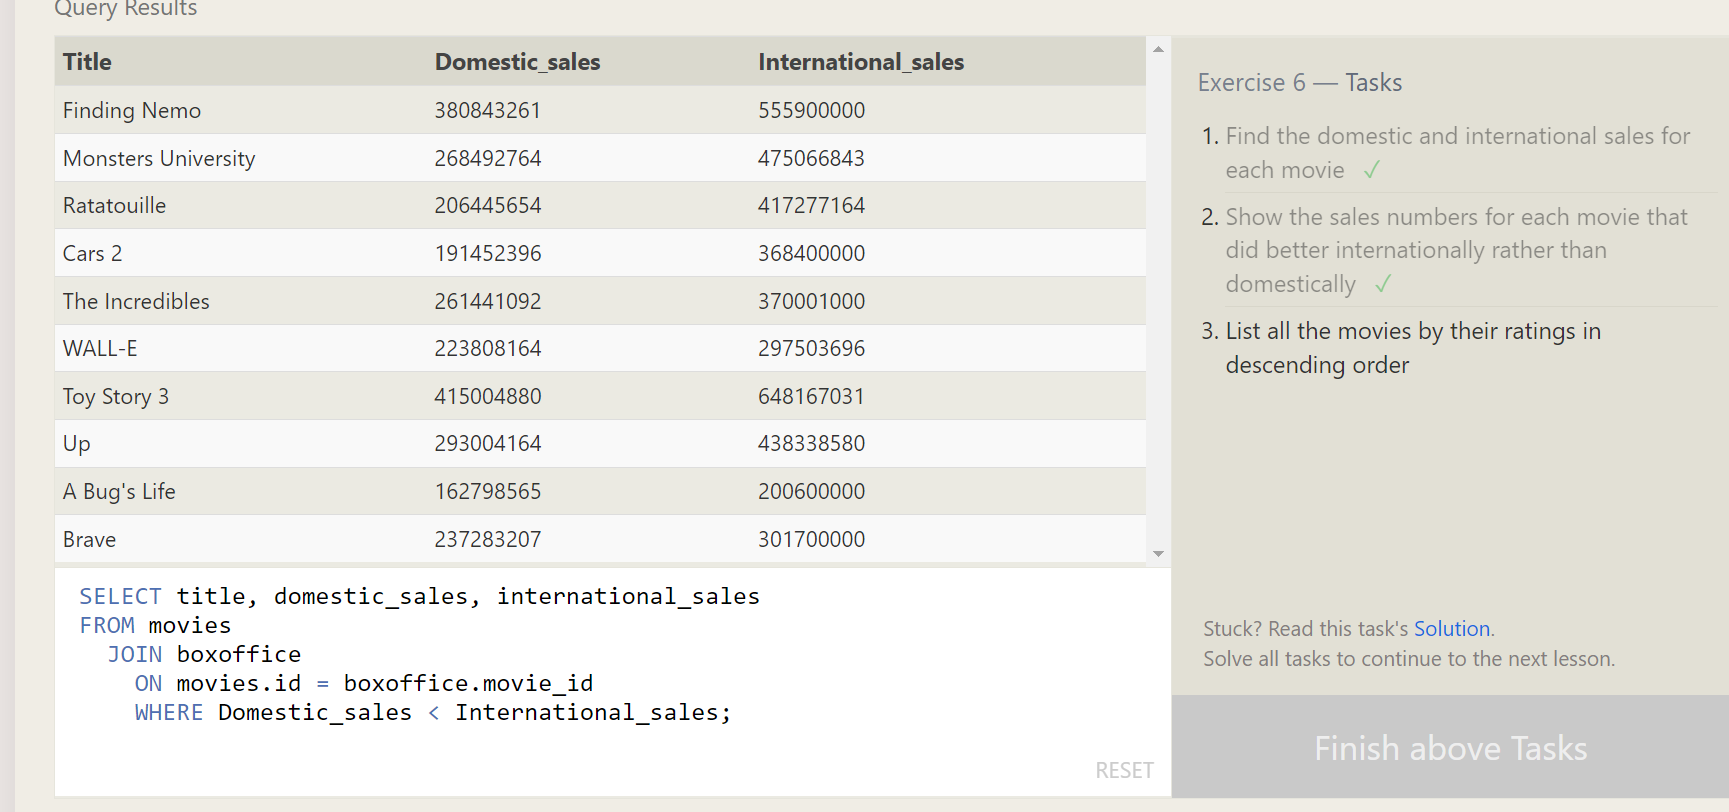 Query Results
Title Domestic_sales International_sales
Finding Nemo 380843261 555900000
Monsters University 268492764 475066843
Ratatouille 206445654 417277164
Cars 2 191452396 368400000
The Incredibles 261441092 370001000
WALL-E 223808164 297503696
Toy Story 3 415004880 648167031
Up 293004164 438338580
A Bug's Life 162798565 200600000
Brave 237283207 301700000
SELECT title, domestic_sales, international_sales
FROM movies
JOIN boxoffice
ON movies.id = boxoffice.movie_id
WHERE Domestic_sales < International_sales;
RESET
Exercise 6 — Tasks
1. Find the domestic and international sales for
each movie ✓
2. Show the sales numbers for each movie that
did better internationally rather than
domestically ✓
3. List all the movies by their ratings in
descending order
Stuck? Read this task's Solution.
Solve all tasks to continue to the next lesson.
Finish above Tasks